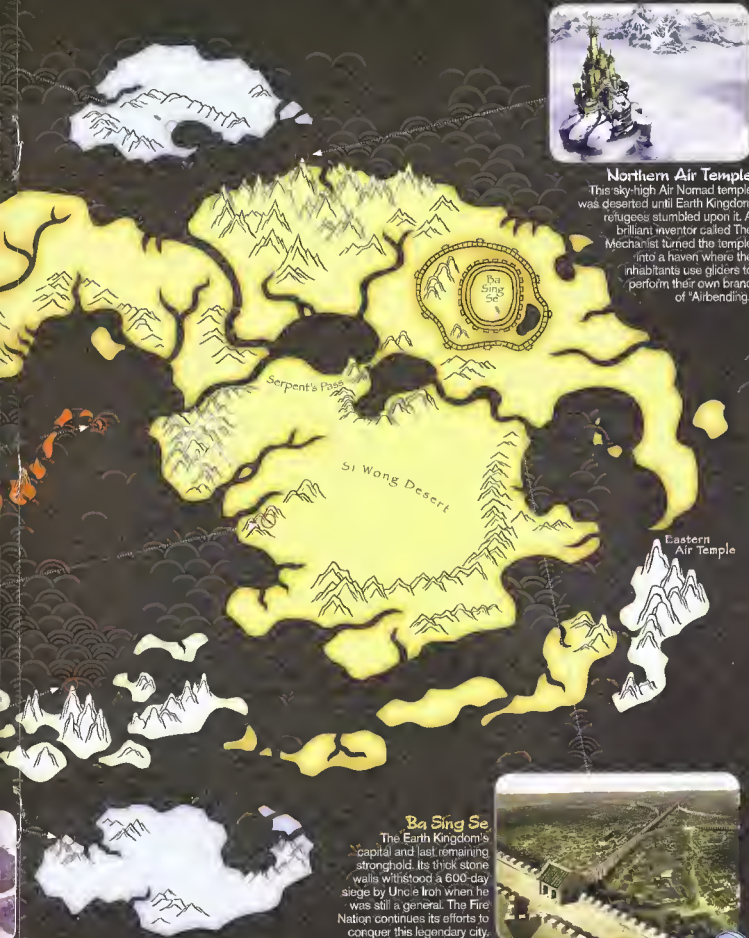 Northern Air Temple
This sky-high Air Nomad temple
was deserted until Earth Kingdom
refugees stumbled upon it. A
brilliant inventor called The
Mechanist turned the temple
into a haven where the
inhabitants use gliders to
perform their own brand
of "Airbending.
Ba
Sing
Se
Serpent's Pass
Si Wong Desert
Eastern
Air Temple
Ba Sing Se
The Earth Kingdom's
capital and last remaining
stronghold. Its thick stone
walls withstood a 600-day
siege by Uncle Iroh when he
was still a general. The Fire
Nation continues its efforts to
conquer this legendary city.